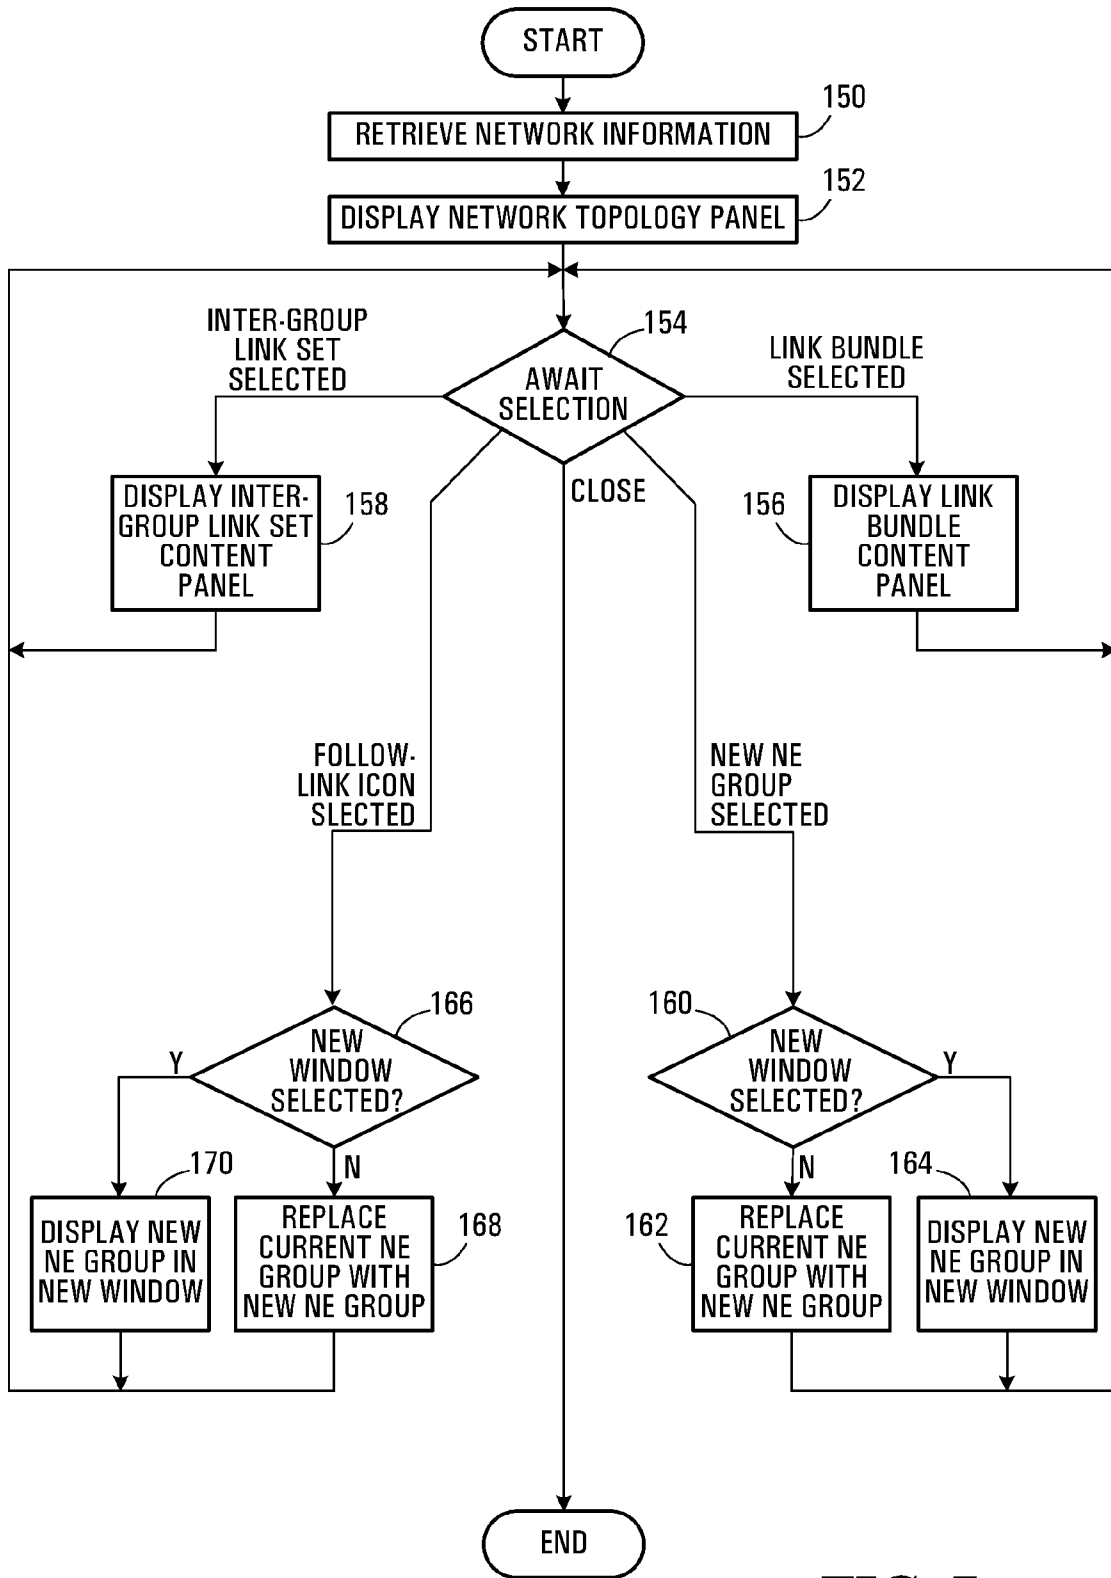 START
150
RETRIEVE NETWORK INFORMATION
152
DISPLAY NETWORK TOPOLOGY PANEL
INTER-GROUP
LINK SET
SELECTED
154
LINK BUNDLE
SELECTED
AWAIT
SELECTION
DISPLAY INTER-
GROUP LINK SET
CONTENT
PANEL
158
CLOSE
156
DISPLAY LINK
BUNDLE
CONTENT
PANEL
FOLLOW-
LINK ICON
SLECTED
NEW NE
GROUP
SELECTED
166
NEW
WINDOW
SELECTED?
Y
N
160
NEW
WINDOW
SELECTED?
Y
N
170
DISPLAY NEW
NE GROUP IN
NEW WINDOW
REPLACE
CURRENT NE
GROUP WITH
NEW NE GROUP
168
162
REPLACE
CURRENT NE
GROUP WITH
NEW NE GROUP
164
DISPLAY NEW
NE GROUP IN
NEW WINDOW
END